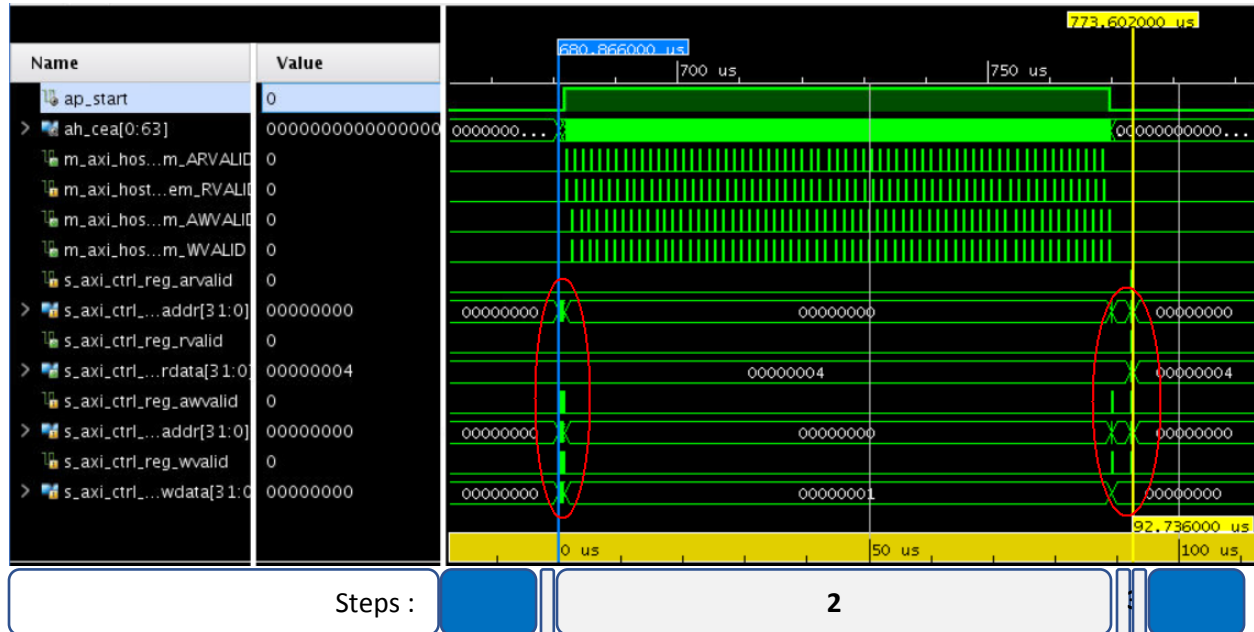 773.602000 us
680.866000 us
Name Value
700 us 750 us
ap_start 0
> ah_cea[0:63] 0000000000000000 0000000... 00000000000...
m_axi_hos...m_ARVALID 0
m_axi_host...em_RVALI 0
m_axi_hos...m_AWVALI 0
m_axi_hos...m_WVALID 0
s_axi_ctrl_reg_arvalid 0
> s_axi_ctrl_...addr[31:0] 00000000 00000000 00000000 00000000
s_axi_ctrl_reg_rvalid 0
> s_axi_ctrl_...rdata[31:0] 00000004 00000004 00000004
s_axi_ctrl_reg_awvalid 0
> s_axi_ctrl_...addr[31:0] 00000000 00000000 00000000 00000000
s_axi_ctrl_reg_wvalid 0
> s_axi_ctrl_...wdata[31:0 00000000 00000000 00000001 00000000
92.736000 us
0 us 50 us 100 us
Steps : 2